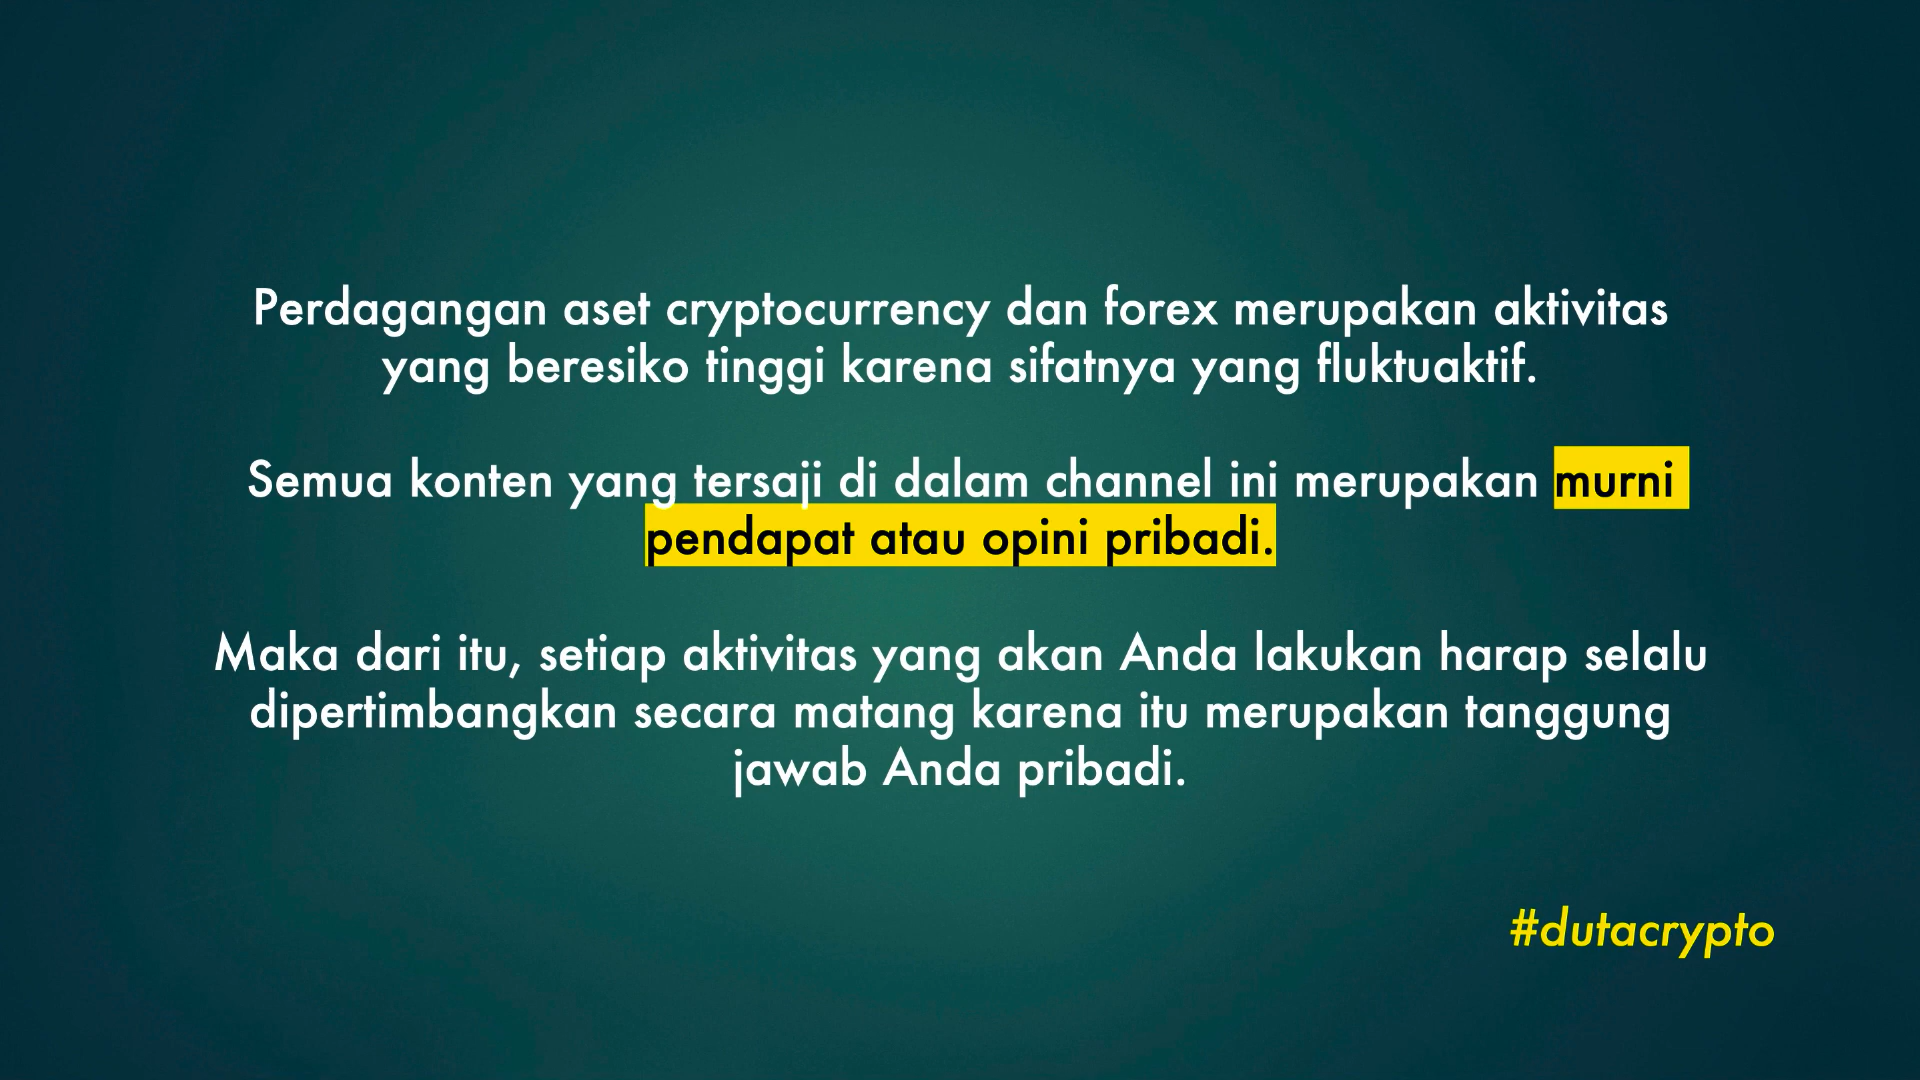 Perdagangan aset cryptocurrency dan forex merupakan aktivitas
yang beresiko tinggi karena sifatnya yang fluktuaktif.
Semua konten yang tersaji di dalam channel ini merupakan murni
pendapat atau opini pribadi.
Maka dari itu, setiap aktivitas yang akan Anda lakukan harap selalu
dipertimbangkan secara matang karena itu merupakan tanggung
jawab Anda pribadi.
#dutacrypto